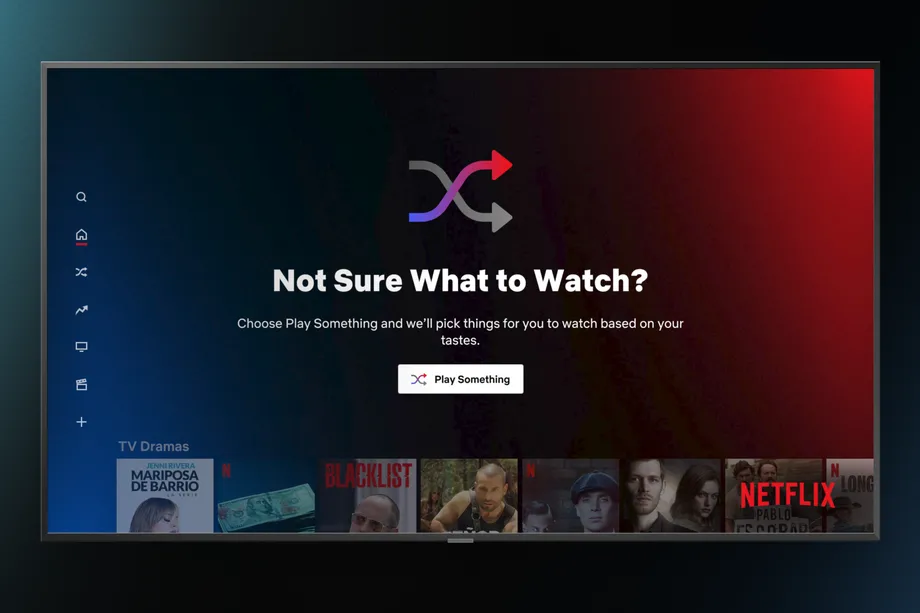 Not Sure What to Watch?
Choose Play Something and we'll pick things for you to watch based on your
tastes.
Play Something
TV Dramas
JENNI RIVERA
MARIPOSA
DE BARRIO
LA SERIE
N
BLACKLIST
N
NETFLIX
PABLO
ESCOBAR
N
LONG